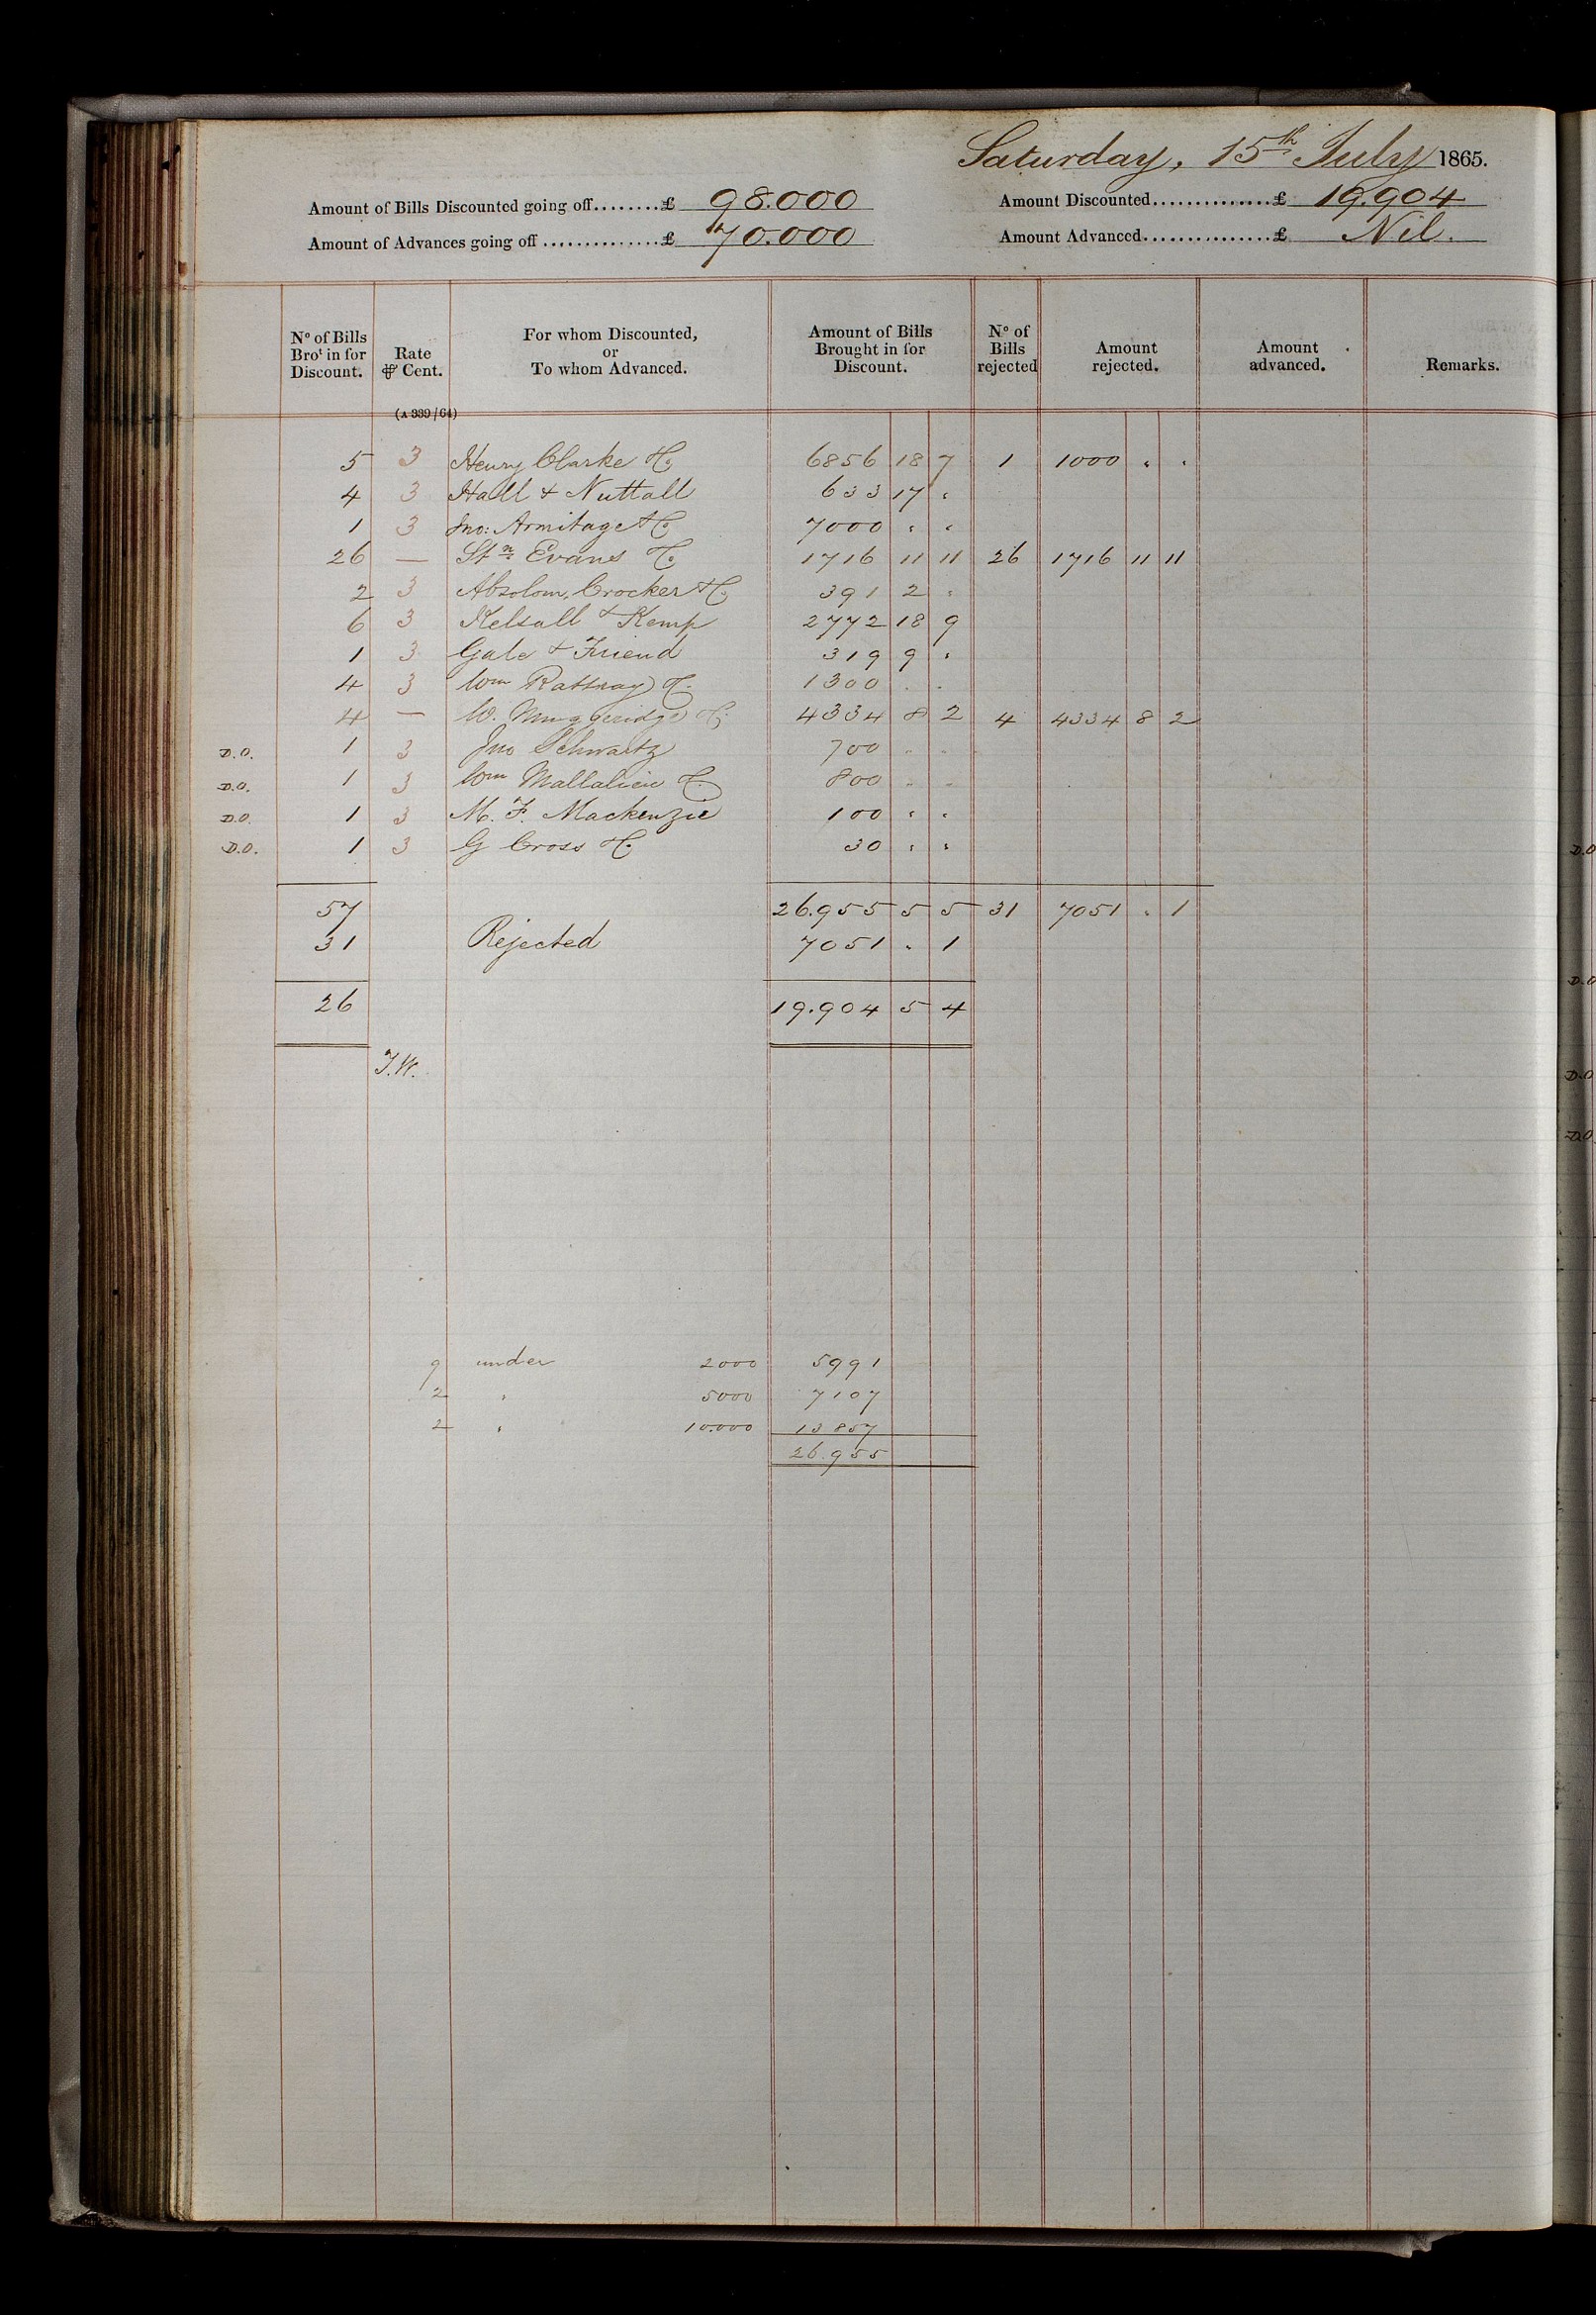 Saturday, 15th July 1865.
Amount of Bills Discounted going off........£ 98.000 Amount Discounted...............£ 19.904
Amount of Advances going off...............£ 70.000 Amount Advanced................£ Nil.
No of Bills Brot in for Discount. Rate ⅌ Cent. For whom Discounted, or To whom Advanced. Amount of Bills Brought in for Discount. No of Bills rejected Amount rejected. Amount advanced. Remarks.
(A 339/64)
5 3 Henry Clarke & Co 6856 18 7 1 1000 " "
4 3 Hall & Nuttall 633 17 "
1 3 Jno: Armitage & Co 7000 " "
26 — Stn Evans & Co 1716 11 11 26 1716 11 11
2 3 Absolom, Crocker & Co 391 2 "
6 3 Kelsall & Kemp 2772 18 9
1 3 Gale & Friend 319 9 "
4 3 Wm Rattray & Co 1300 " "
4 — W. Muggeridge & Co 4334 8 2 4 4334 8 2
D.O. 1 3 Jno Schwartz 700 " "
D.O. 1 3 Wm Mallalieu & Co 800 " "
D.O. 1 3 M. F. Mackenzie 100 " "
D.O. 1 3 G Cross & Co 30 " "
57 26.955 5 5 31 7051 " 1
31 Rejected 7051 " 1
26 19.904 5 4
J.W.
9 under 2000 5991
2 " 5000 7107
2 " 10.000 13857
26.955
D.O
D.O
D.O
D.O